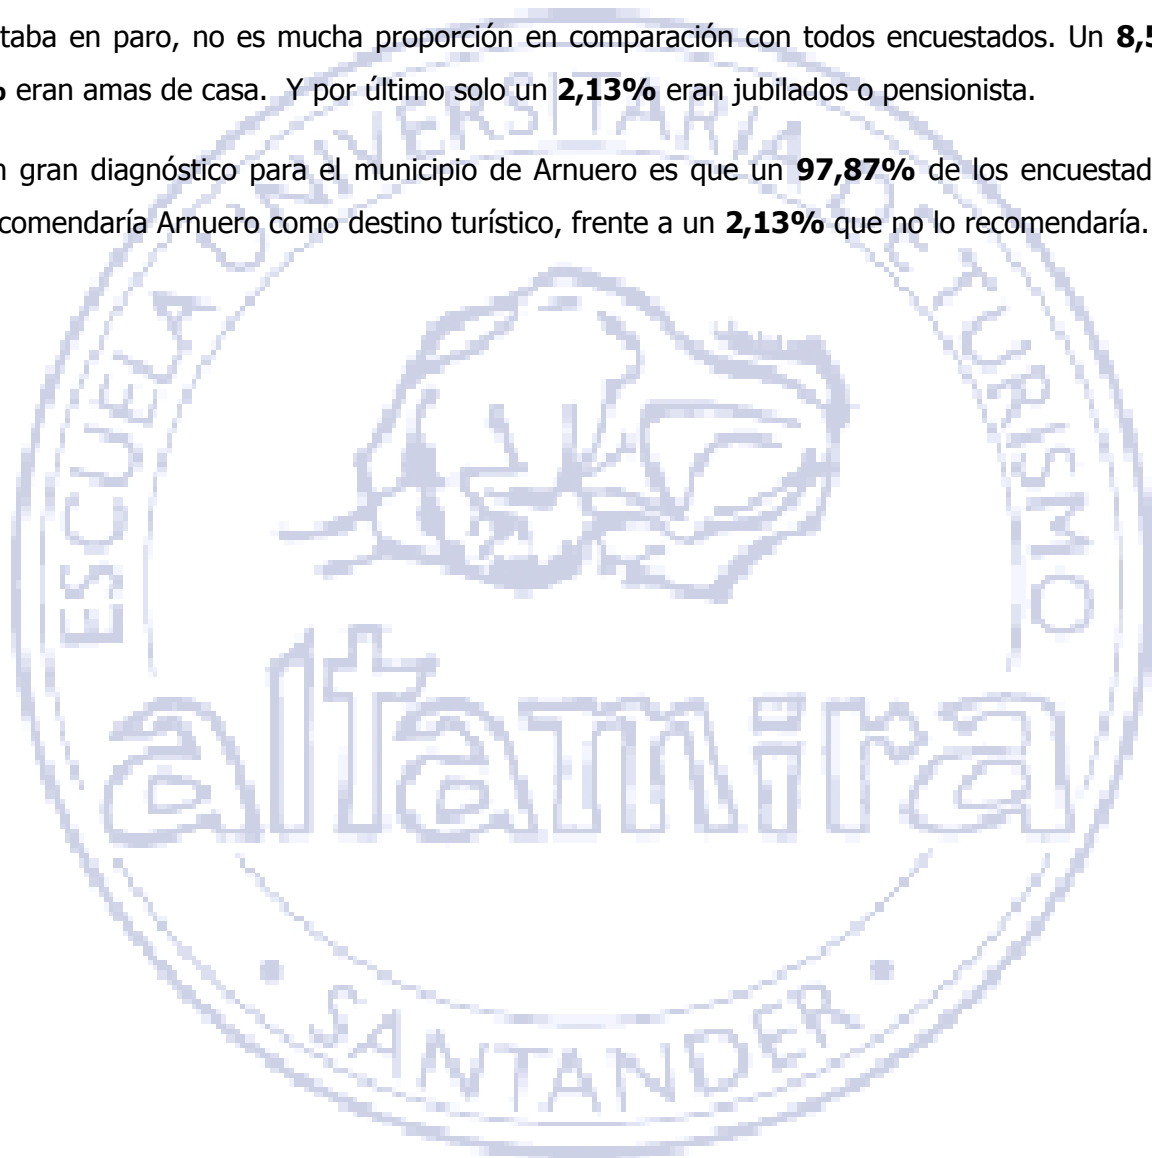 taba en paro, no es mucha proporción en comparación con todos encuestados. Un 8,5
% eran amas de casa. Y por último solo un 2,13% eran jubilados o pensionista.
n gran diagnóstico para el municipio de Arnuero es que un 97,87% de los encuestad
comendaría Arnuero como destino turístico, frente a un 2,13% que no lo recomendaría.
ESCUELA UNIVERSITARIA DE TURISMO
altamira
• SANTANDER •